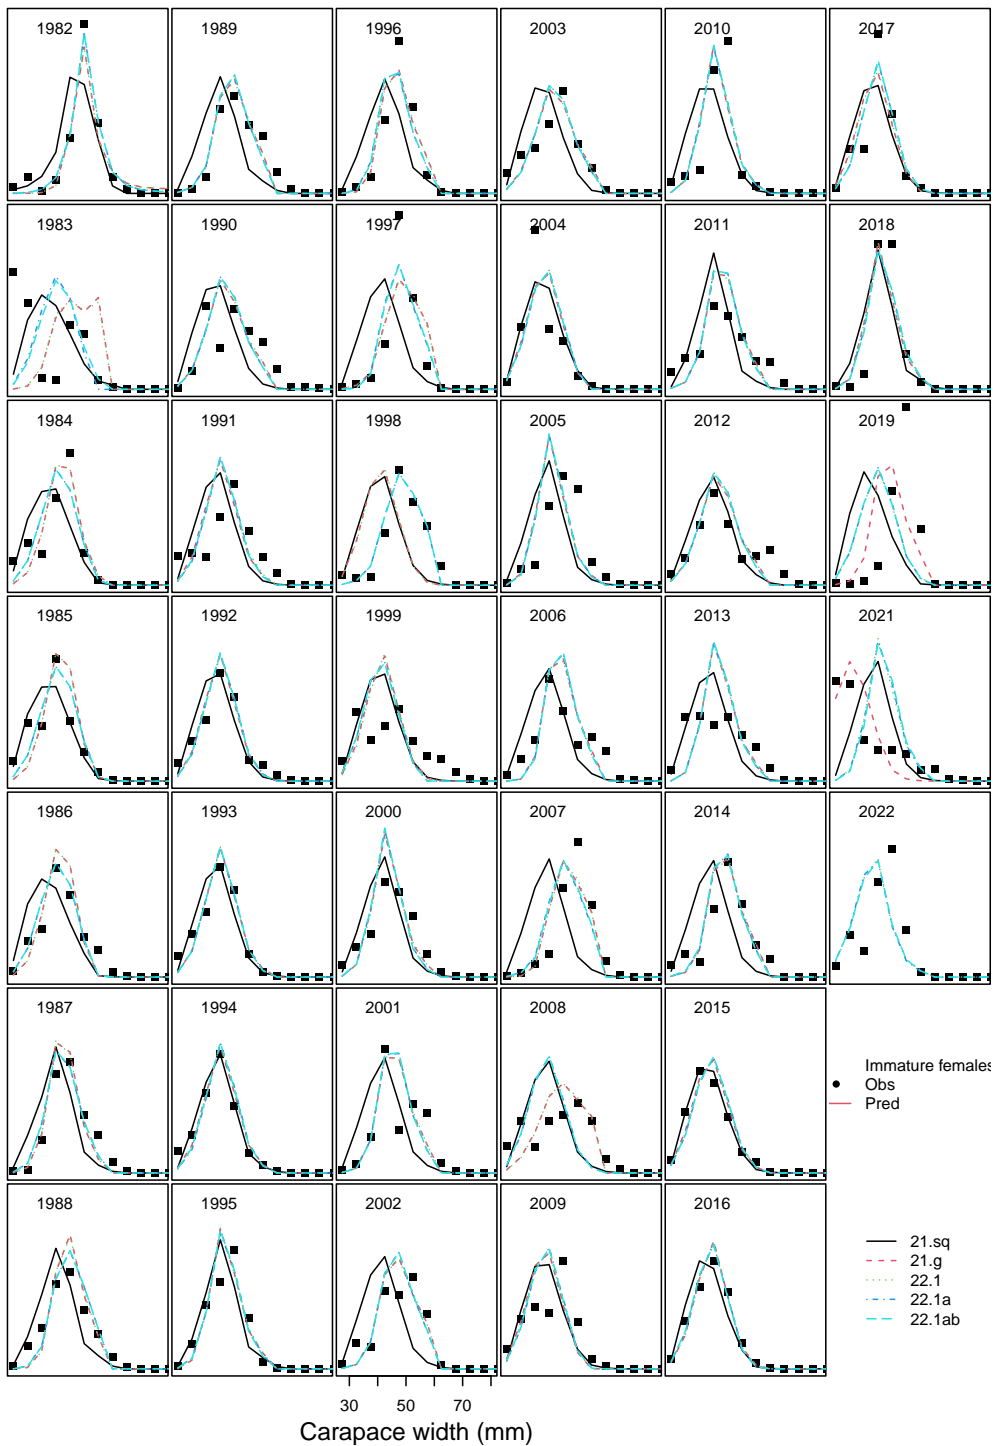 1982 1989 1996 2003 2010 2017
1983 1990 1997 2004 2011 2018
1984 1991 1998 2005 2012 2019
1985 1992 1999 2006 2013 2021
1986 1993 2000 2007 2014 2022
1987 1994 2001 2008 2015
Immature females
Obs
Pred
1988 1995 2002 2009 2016
21.sq
21.g
22.1
22.1a
22.1ab
30 50 70
Carapace width (mm)